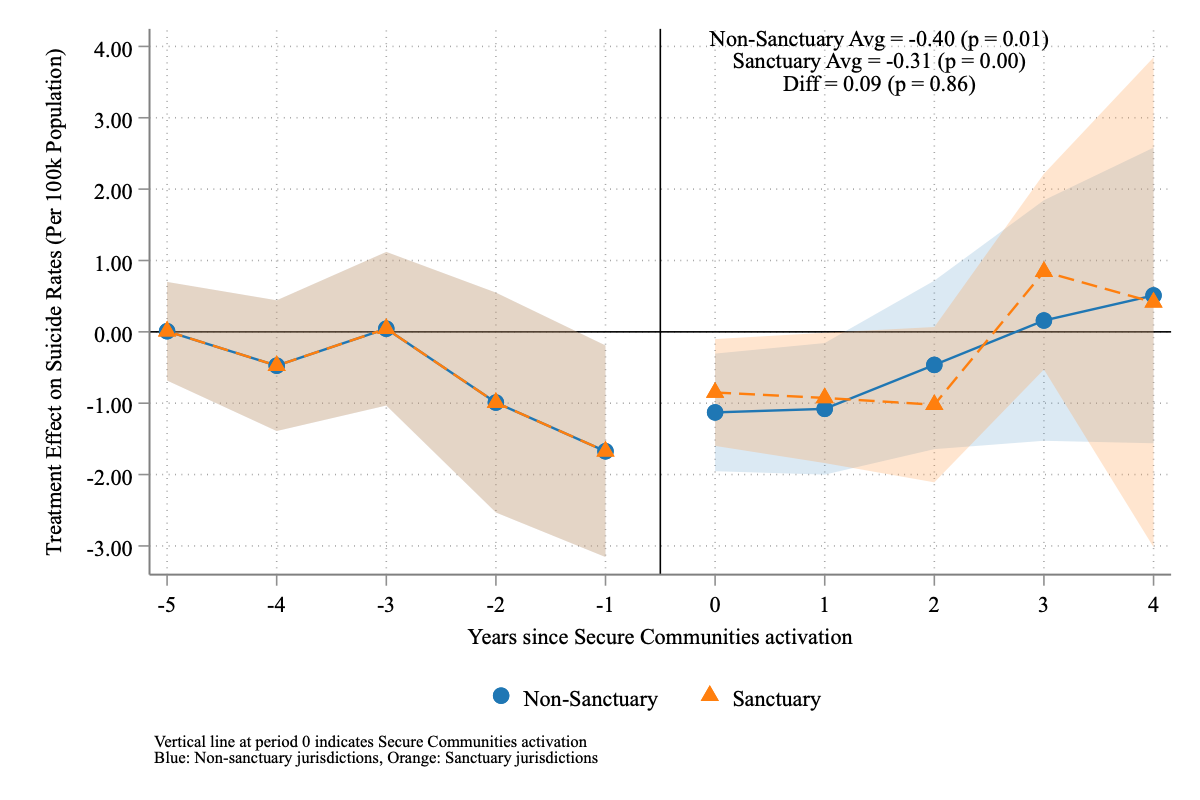 Non-Sanctuary Avg = -0.40 (p = 0.01)
Sanctuary Avg = -0.31 (p = 0.00)
Diff = 0.09 (p = 0.86)
Treatment Effect on Suicide Rates (Per 100k Population)
4.00
3.00
2.00
1.00
0.00
-1.00
-2.00
-3.00
-5 -4 -3 -2 -1 0 1 2 3 4
Years since Secure Communities activation
Non-Sanctuary Sanctuary
Vertical line at period 0 indicates Secure Communities activation
Blue: Non-sanctuary jurisdictions, Orange: Sanctuary jurisdictions